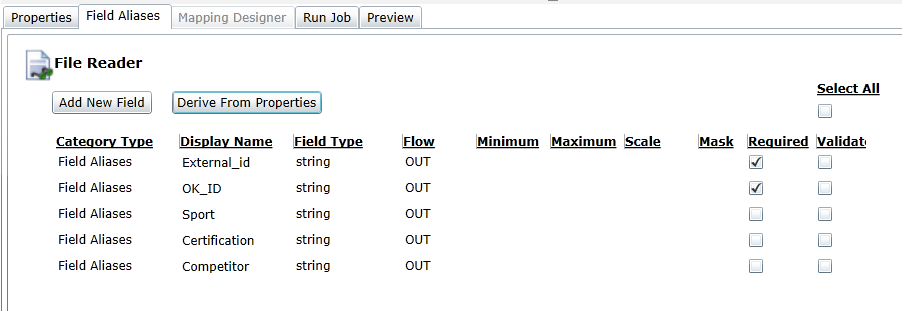 Properties Field Aliases Mapping Designer Run Job Preview
File Reader
Add New Field Derive From Properties Select All
Category Type Display Name Field Type Flow Minimum Maximum Scale Mask Required Validate
Field Aliases External_id string OUT
Field Aliases OK_ID string OUT
Field Aliases Sport string OUT
Field Aliases Certification string OUT
Field Aliases Competitor string OUT